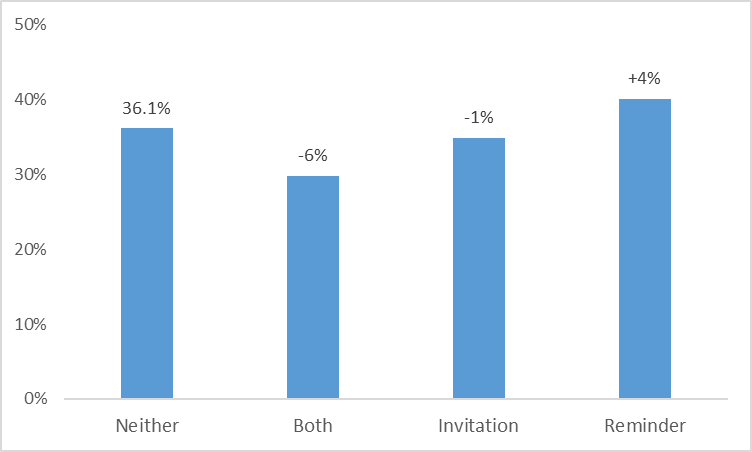 50%
40%
30%
20%
10%
0%
36.1%
-6%
-1%
+4%
Neither
Both
Invitation
Reminder